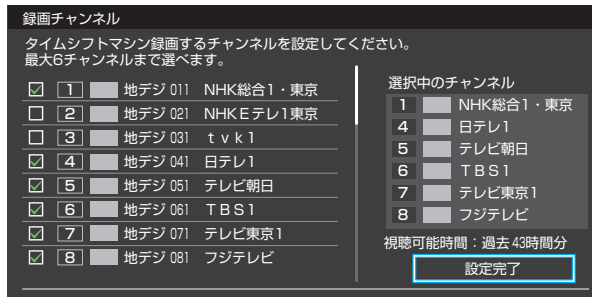 録画チャンネル
タイムシフトマシン録画するチャンネルを設定してください。
最大6チャンネルまで選べます。
1 地デジ 011 NHK総合1・東京
2 地デジ 021 NHKEテレ1東京
3 地デジ 031 tvk1
4 地デジ 041 日テレ1
5 地デジ 051 テレビ朝日
6 地デジ 061 TBS1
7 地デジ 071 テレビ東京1
8 地デジ 081 フジテレビ
選択中のチャンネル
1 NHK総合1・東京
4 日テレ1
5 テレビ朝日
6 TBS1
7 テレビ東京1
8 フジテレビ
視聴可能時間:過去43時間分
設定完了